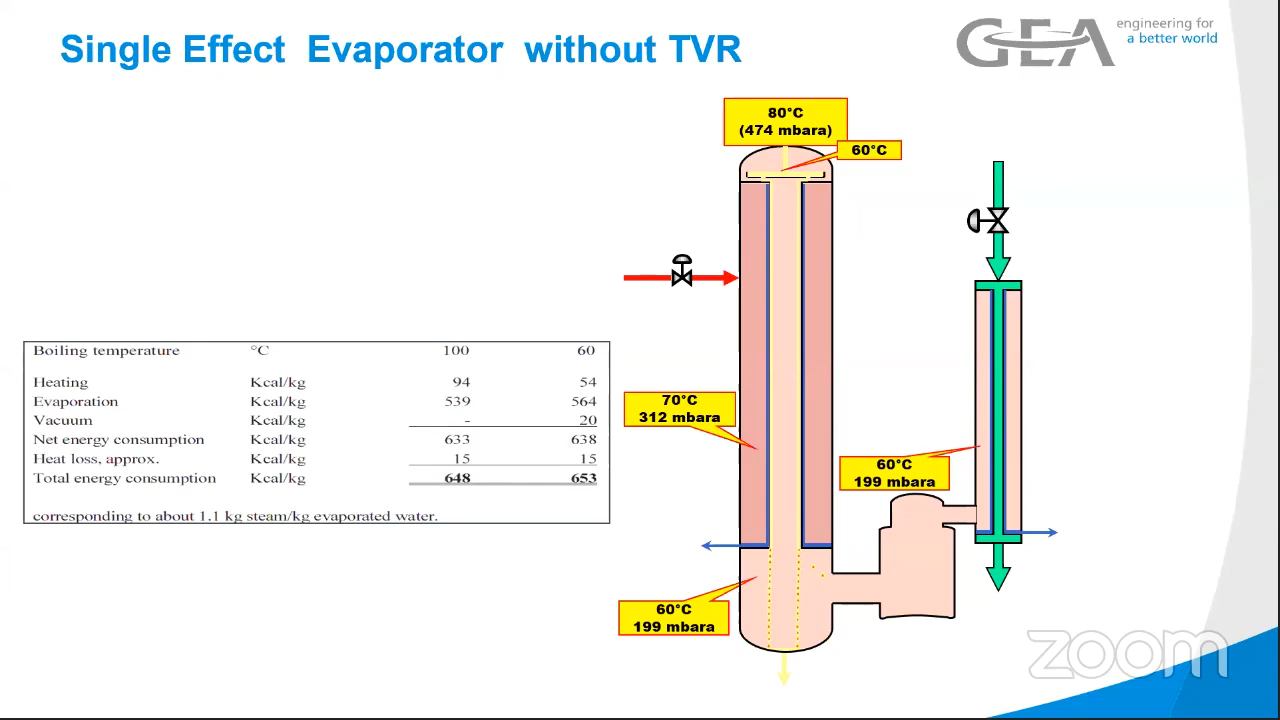 Single Effect Evaporator without TVR
GEA
engineering for
a better world
80°C
(474 mbara)
60°C
70°C
312 mbara
60°C
199 mbara
60°C
199 mbara
Boiling temperature °C 100 60
Heating Kcal/kg 94 54
Evaporation Kcal/kg 539 564
Vacuum Kcal/kg - 20
Net energy consumption Kcal/kg 633 638
Heat loss, approx. Kcal/kg 15 15
Total energy consumption Kcal/kg 648 653
corresponding to about 1.1 kg steam/kg evaporated water.
zoom